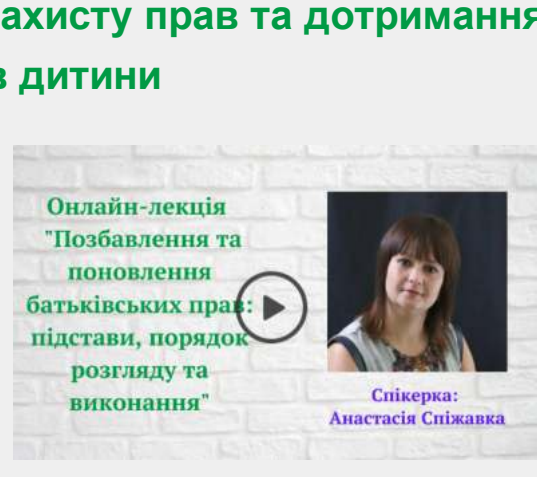 ахисту прав та дотримання
в дитини
Онлайн-лекція
"Позбавлення та
поновлення
батьківських прав:
підстави, порядок
розгляду та
виконання"
Спікерка:
Анастасія Спіжавка